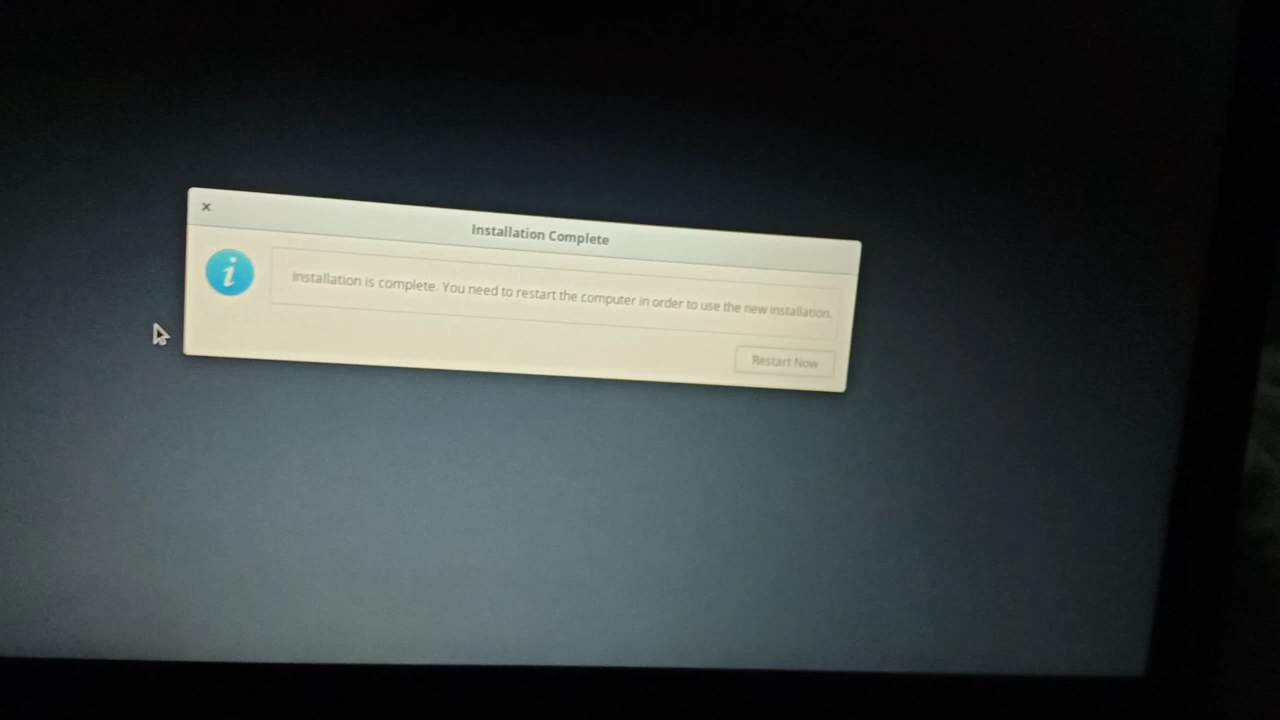 Installation Complete
Installation is complete. You need to restart the computer in order to use the new installation.
Restart Now